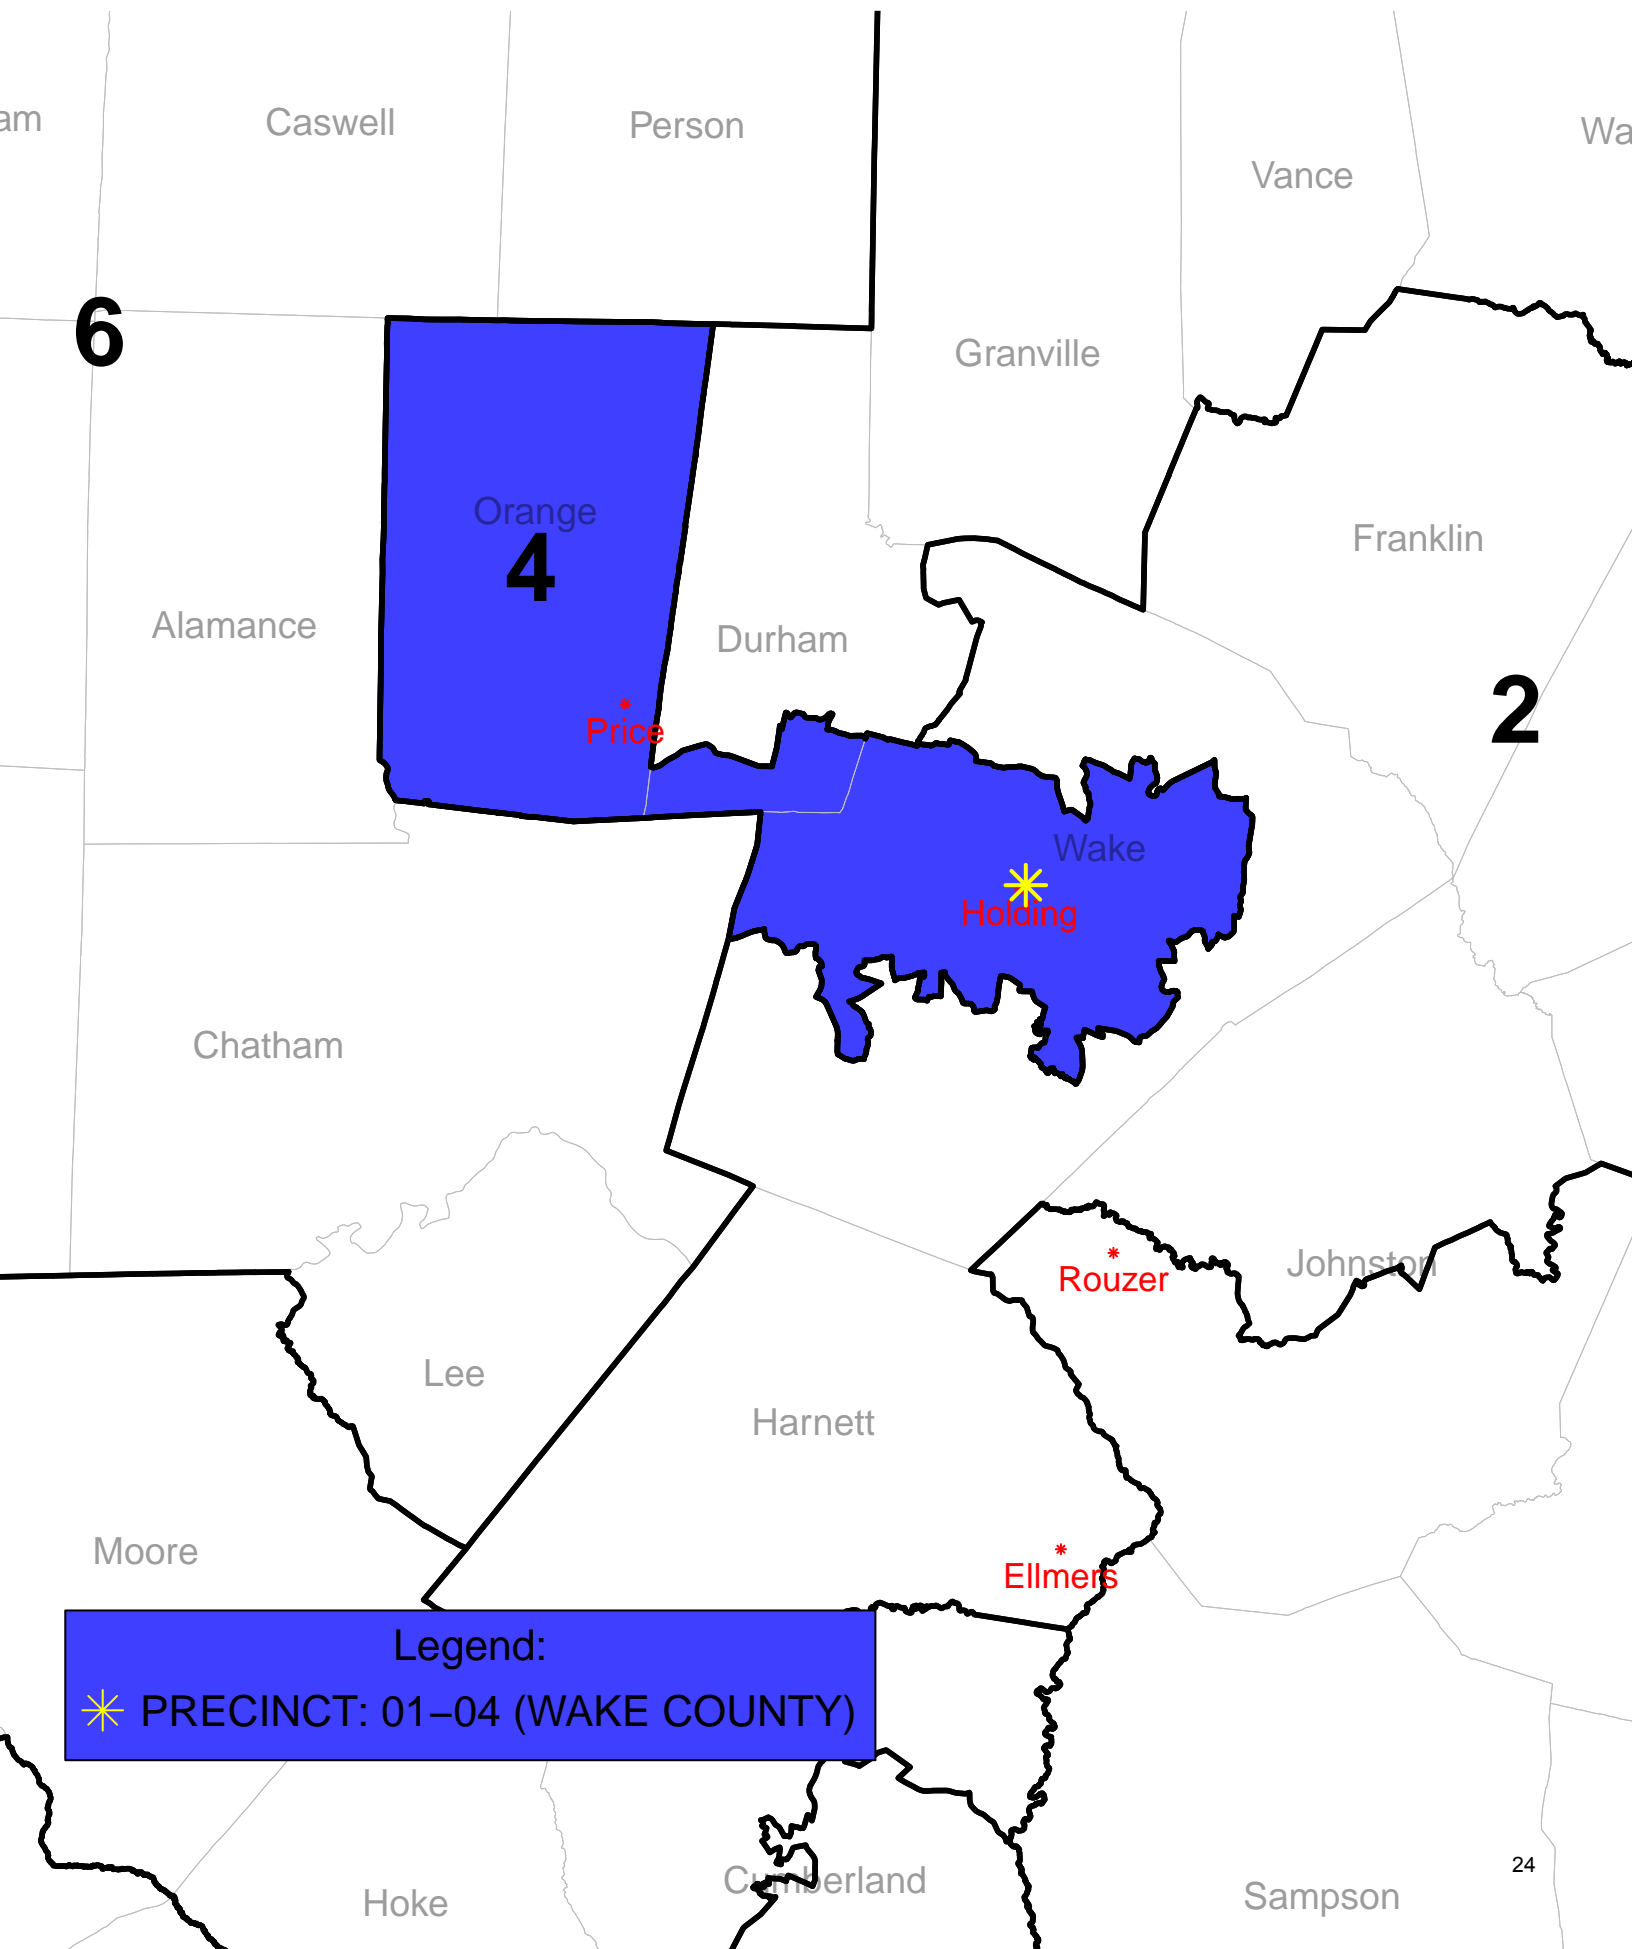 am
Caswell
Person
Wa
Vance
6
Granville
Orange
4
Franklin
Alamance
Durham
2
Price
Wake
Holding
Chatham
Johnston
Rouzer
Lee
Harnett
Moore
Ellmers
Legend:
PRECINCT: 01–04 (WAKE COUNTY)
24
Cumberland
Hoke
Sampson